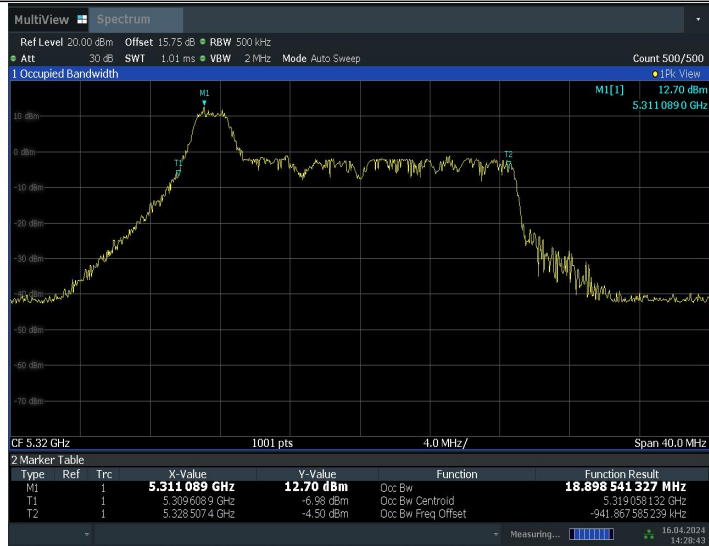 MultiView Spectrum
Ref Level 20.00 dBm Offset 15.75 dB RBW 500 kHz
Att 30 dB SWT 1.01 ms VBW 2 MHz Mode Auto Sweep Count 500/500
1 Occupied Bandwidth 1Pk View
M1[1] 12.70 dBm
5.311 089 0 GHz
M1
10 dBm
0 dBm
T1
T2
-10 dBm
-20 dBm
-30 dBm
-40 dBm
-50 dBm
-60 dBm
-70 dBm
CF 5.32 GHz 1001 pts 4.0 MHz/ Span 40.0 MHz
2 Marker Table
Type Ref Trc X-Value Y-Value Function Function Result
M1 1 5.311 089 GHz 12.70 dBm Occ Bw 18.898 541 327 MHz
T1 1 5.309 608 9 GHz -6.98 dBm Occ Bw Centroid 5.319 058 132 GHz
T2 1 5.328 507 4 GHz -4.50 dBm Occ Bw Freq Offset -941.867 585 239 kHz
Measuring... 16.04.2024
14:28:43